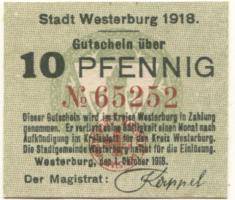 Stadt Westerburg 1918.
Gutschein über
10 PFENNIG
No 65252
Dieser Gutschein wird im Kreise Westerburg in Zahlung
genommen. Er verliert seine Gültigkeit einen Monat nach
Aufkündigung im Kreisblatt für den Kreis Westerburg.
Die Stadtgemeinde Westerburg haftet für die Einlösung.
Westerburg, den 1. Oktober 1918.
Der Magistrat: